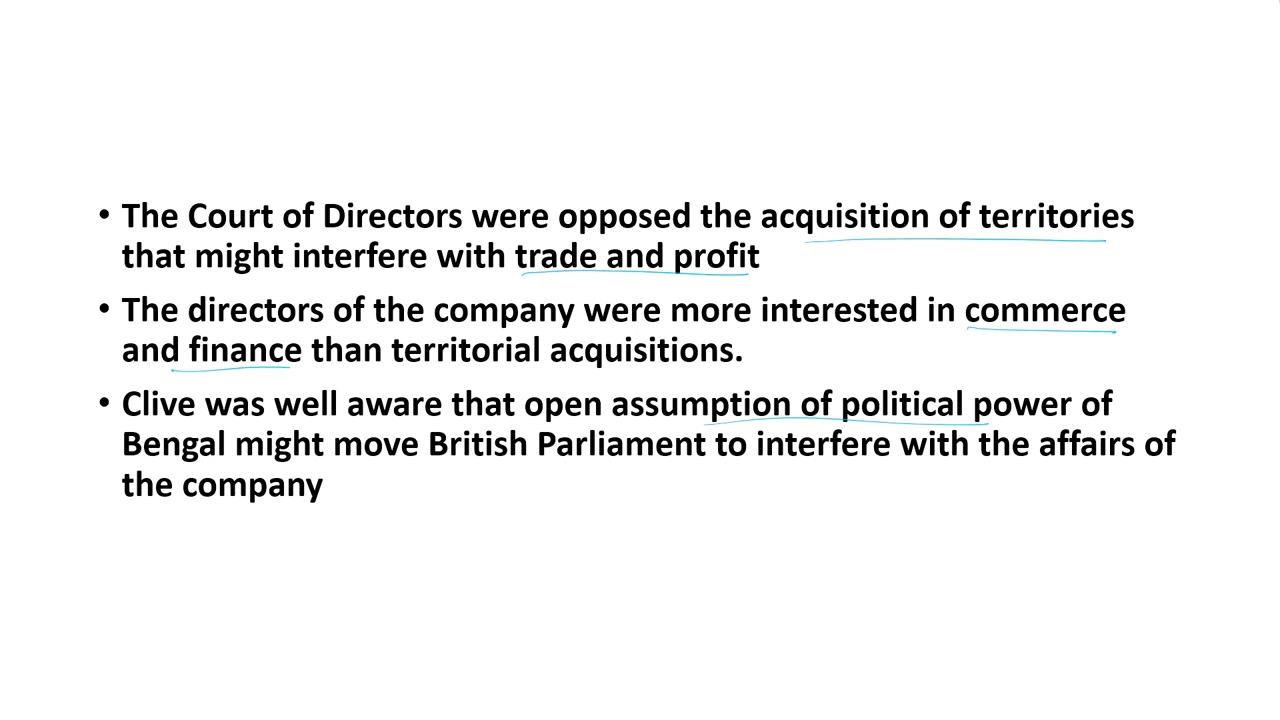 • The Court of Directors were opposed the acquisition of territories
that might interfere with trade and profit
• The directors of the company were more interested in commerce
and finance than territorial acquisitions.
• Clive was well aware that open assumption of political power of
Bengal might move British Parliament to interfere with the affairs of
the company